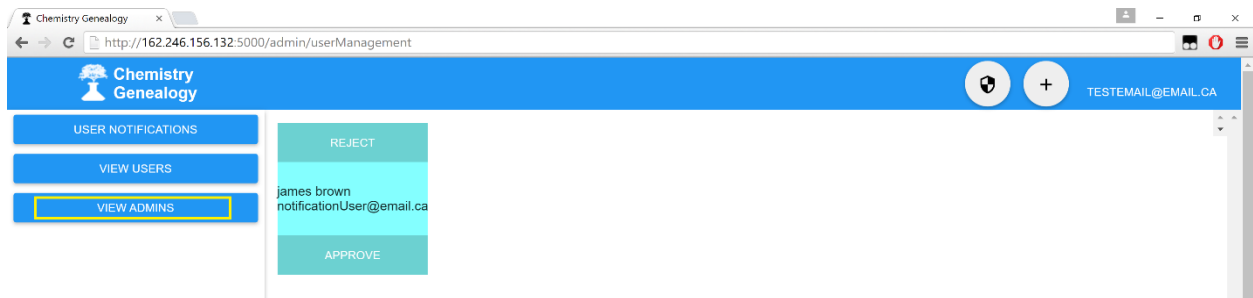 Chemistry Genealogy
http://162.246.156.132:5000/admin/userManagement
Chemistry
Genealogy
TESTEMAIL@EMAIL.CA
USER NOTIFICATIONS
VIEW USERS
VIEW ADMINS
REJECT
james brown
notificationUser@email.ca
APPROVE